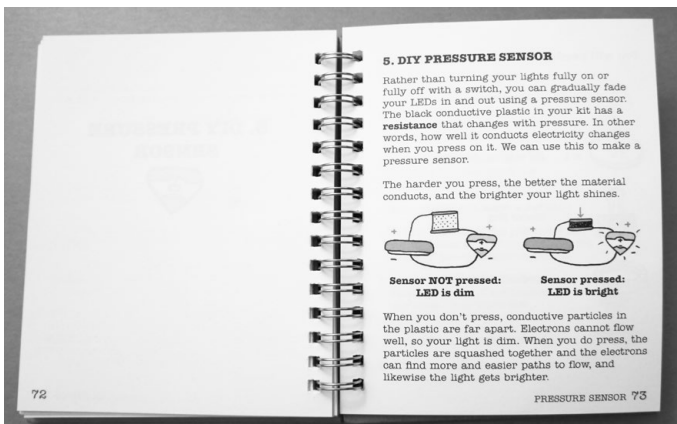 72
5. DIY PRESSURE SENSOR
Rather than turning your lights fully on or
fully off with a switch, you can gradually fade
your LEDs in and out using a pressure sensor.
The black conductive plastic in your kit has a
resistance that changes with pressure. In other
words, how well it conducts electricity changes
when you press on it. We can use this to make a
pressure sensor.
The harder you press, the better the material
conducts, and the brighter your light shines.
+ - + -
Sensor NOT pressed:
LED is dim
Sensor pressed:
LED is bright
When you don't press, conductive particles in
the plastic are far apart. Electrons cannot flow
well, so your light is dim. When you do press, the
particles are squashed together and the electrons
can find more and easier paths to flow, and
likewise the light gets brighter.
PRESSURE SENSOR 73